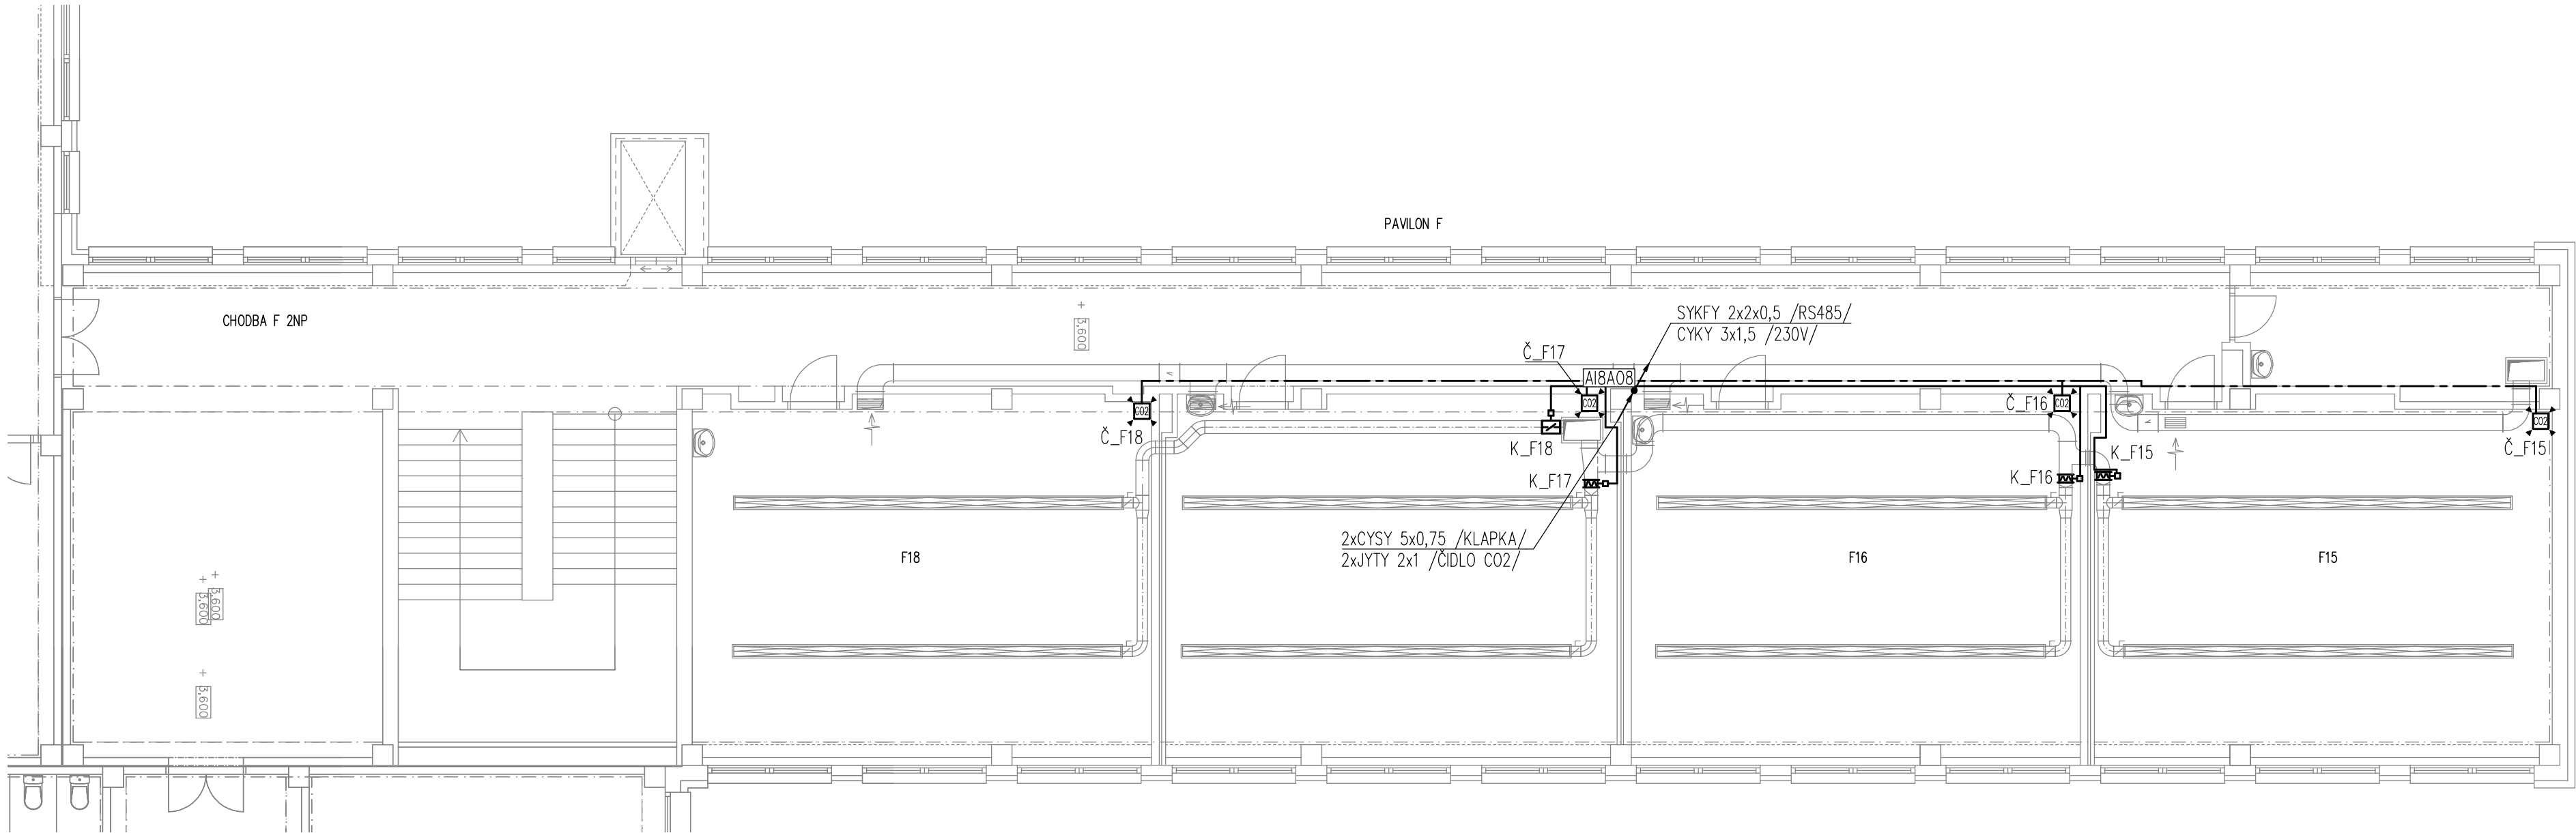 PAVILON F
CHODBA F 2NP
3,600
SYKFY 2x2x0,5 /RS485/
CYKY 3x1,5 /230V/
Č_F17
AI8AO8
CO2
CO2
Č_F18
K_F18
Č_F16
CO2
CO2
Č_F15
K_F15
K_F17
K_F16
2xCYSY 5x0,75 /KLAPKA/
2xJYTY 2x1 /ČIDLO CO2/
F18
F16
F15
3,600
3,600
3,600